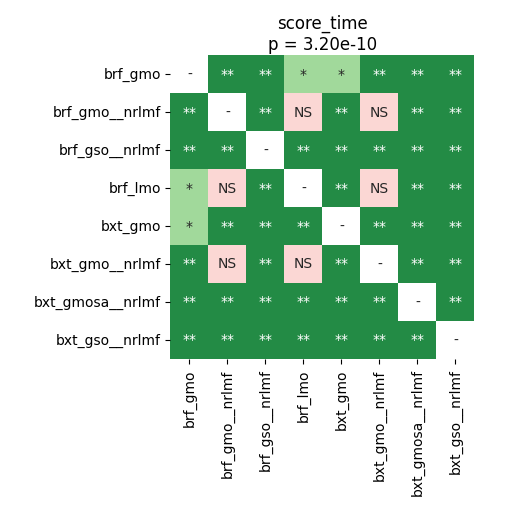 score_time
p = 3.20e-10
brf_gmo - ** ** * * ** ** **
brf_gmo__nrlmf ** - ** NS ** NS ** **
brf_gso__nrlmf ** ** - ** ** ** ** **
brf_lmo * NS ** - ** NS ** **
bxt_gmo * ** ** ** - ** ** **
bxt_gmo__nrlmf ** NS ** NS ** - ** **
bxt_gmosa__nrlmf ** ** ** ** ** ** - **
bxt_gso__nrlmf ** ** ** ** ** ** ** -
brf_gmo
brf_gmo__nrlmf
brf_gso__nrlmf
brf_lmo
bxt_gmo
bxt_gmo__nrlmf
bxt_gmosa__nrlmf
bxt_gso__nrlmf